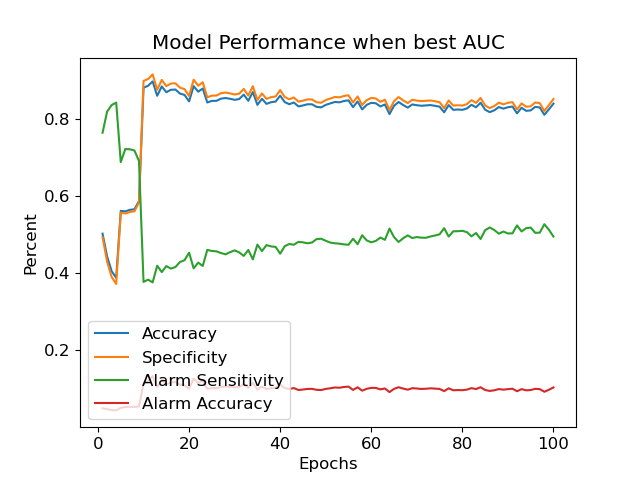 Model Performance when best AUC
Percent
0.8
0.6
0.4
0.2
Accuracy
Specificity
Alarm Sensitivity
Alarm Accuracy
0 20 40 60 80 100
Epochs